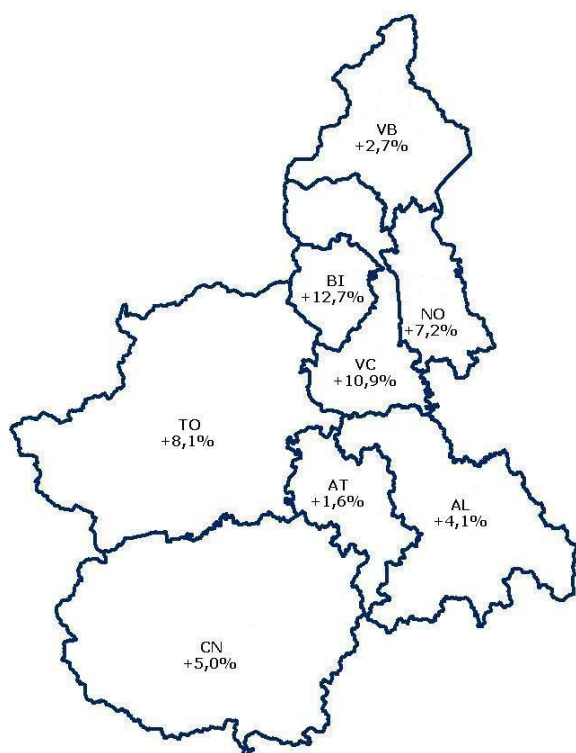 VB
+2,7%
BI
+12,7%
NO
+7,2%
VC
+10,9%
TO
+8,1%
AT
+1,6%
AL
+4,1%
CN
+5,0%